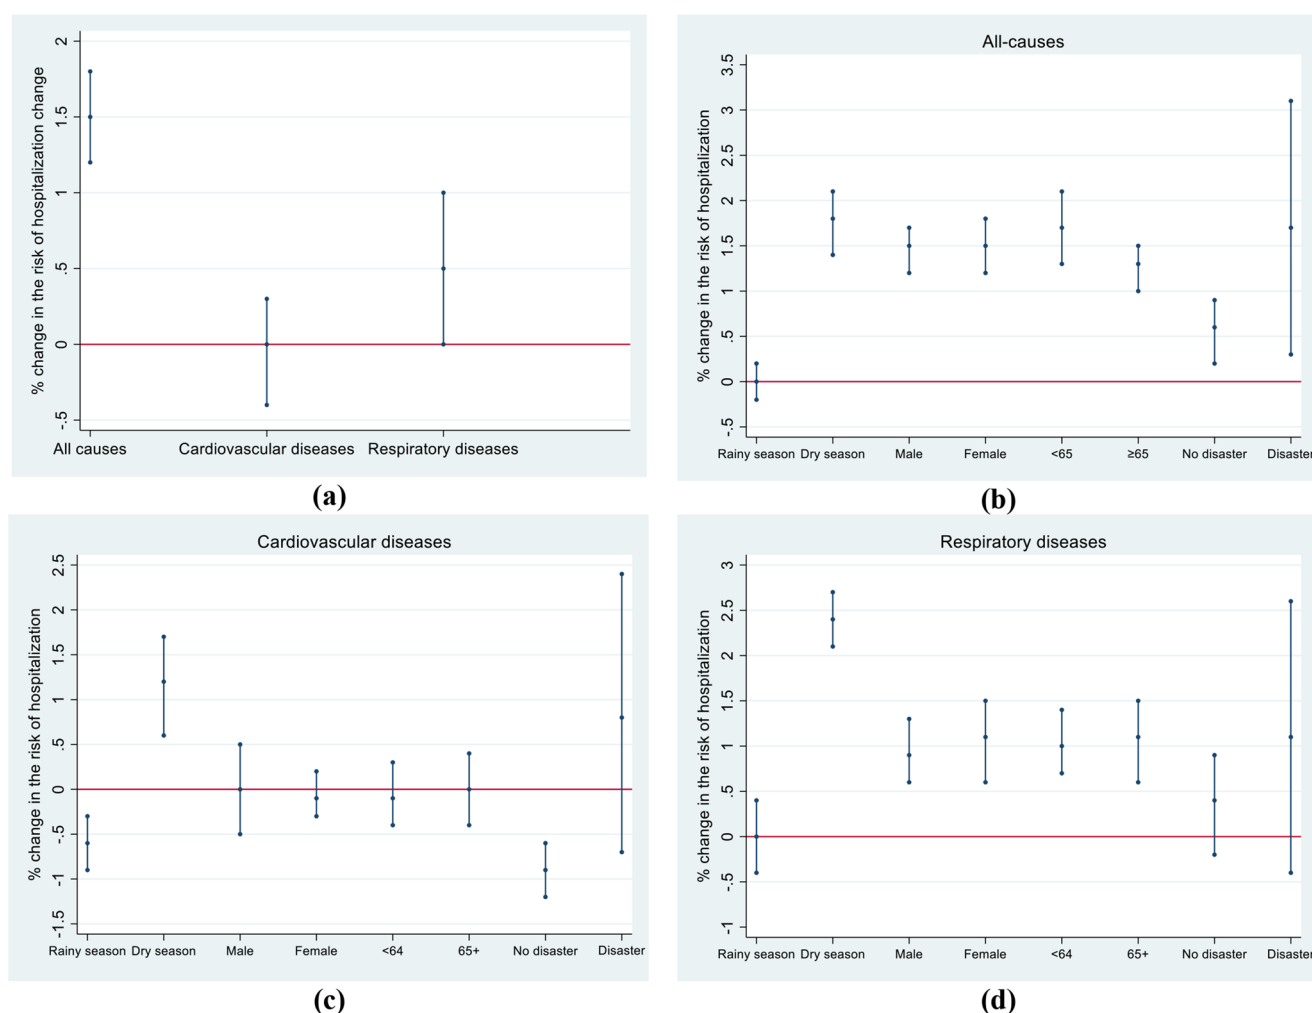 % change in the risk of hospitalization change
2
1.5
1
.5
0
-.5
All causes Cardiovascular diseases Respiratory diseases
(a)
All-causes
% change in the risk of hospitalization
3.5
3
2.5
2
1.5
1
.5
0
-.5
Rainy season Dry season Male Female <65 ≥65 No disaster Disaster
(b)
Cardiovascular diseases
% change in the risk of hospitalization
2.5
2
1.5
1
.5
0
-.5
-1
-1.5
Rainy season Dry season Male Female <64 65+ No disaster Disaster
(c)
Respiratory diseases
% change in the risk of hospitalization
3
2.5
2
1.5
1
.5
0
-.5
-1
Rainy season Dry season Male Female <64 65+ No disaster Disaster
(d)